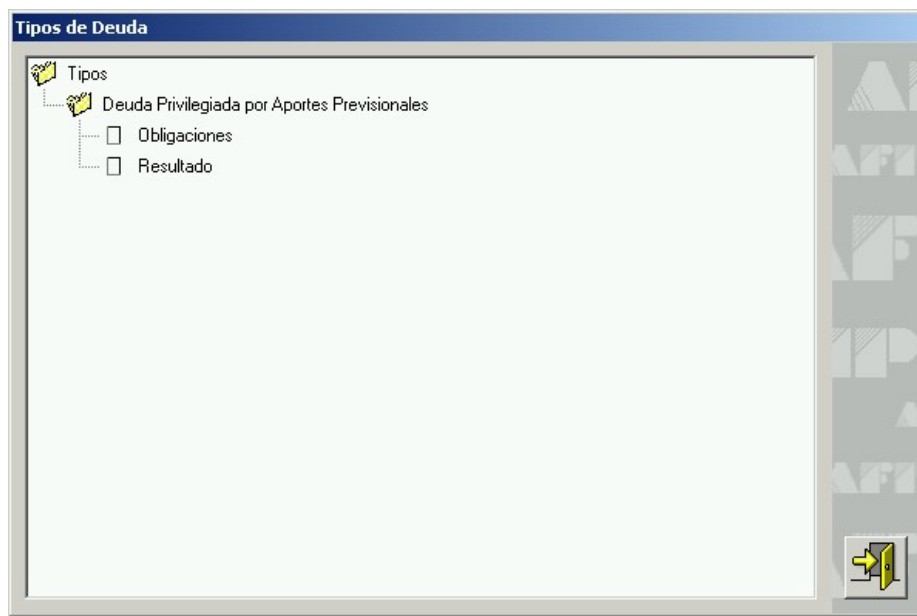 Tipos de Deuda
Tipos
Deuda Privilegiada por Aportes Previsionales
Obligaciones
Resultado